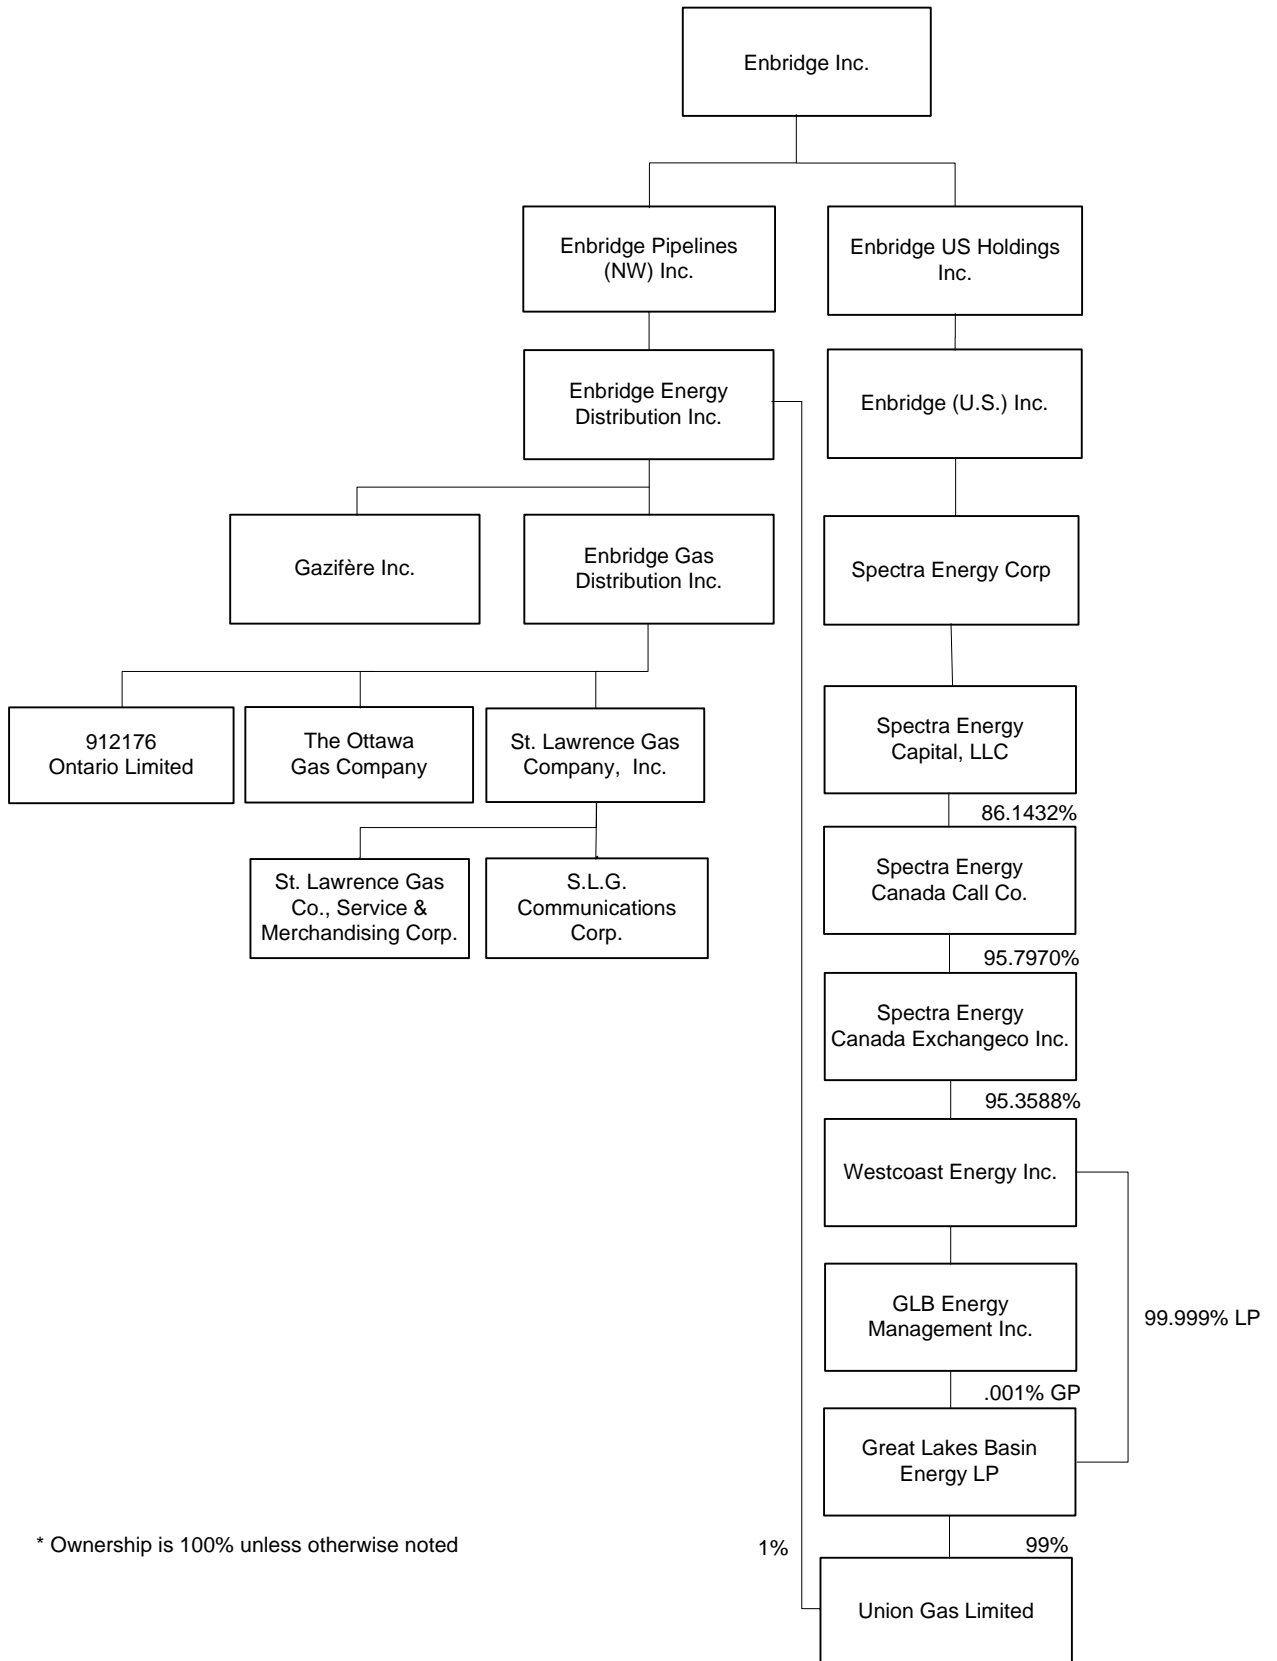 Enbridge Inc.
Enbridge Pipelines
(NW) Inc.
Enbridge US Holdings
Inc.
Enbridge Energy
Distribution Inc.
Enbridge (U.S.) Inc.
Gazifère Inc.
Enbridge Gas
Distribution Inc.
Spectra Energy Corp
912176
Ontario Limited
The Ottawa
Gas Company
St. Lawrence Gas
Company,  Inc.
Spectra Energy
Capital, LLC
86.1432%
St. Lawrence Gas
Co., Service &
Merchandising Corp.
S.L.G.
Communications
Corp.
Spectra Energy
Canada Call Co.
95.7970%
Spectra Energy
Canada Exchangeco Inc.
95.3588%
Westcoast Energy Inc.
GLB Energy
Management Inc.
99.999% LP
.001% GP
Great Lakes Basin
Energy LP
* Ownership is 100% unless otherwise noted
1%
99%
Union Gas Limited